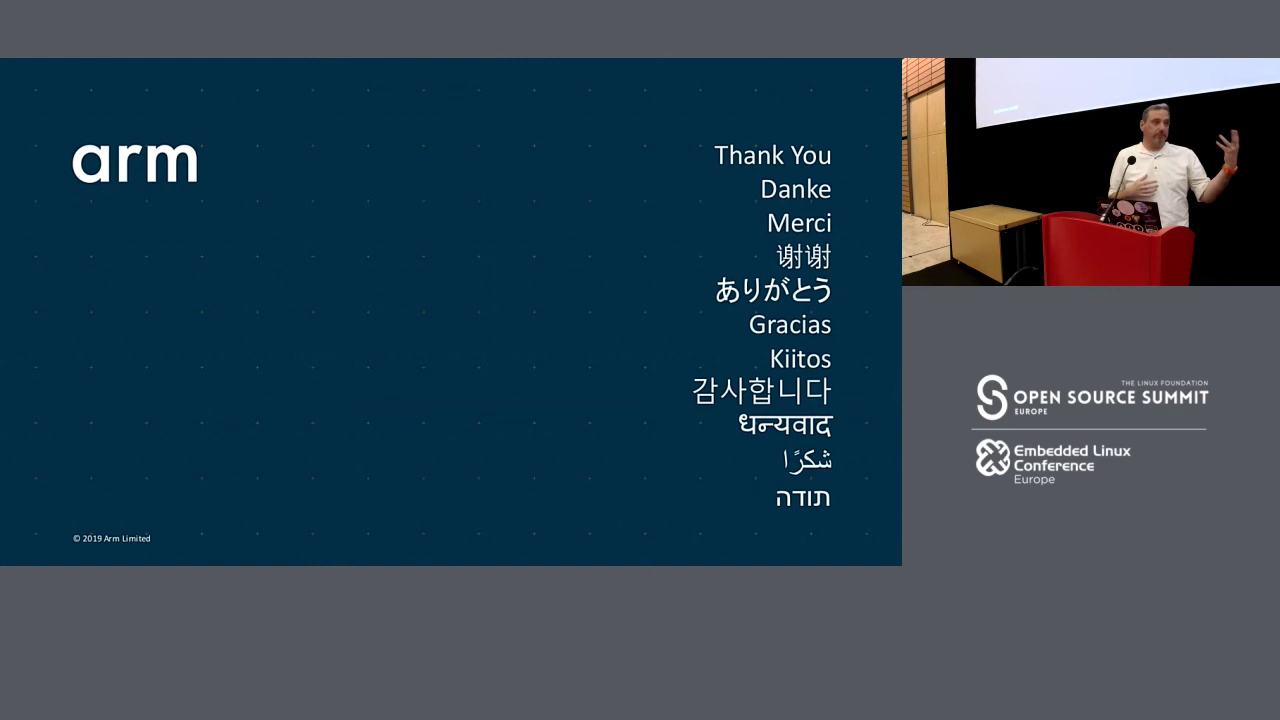 arm
Thank You
Danke
Merci
谢谢
ありがとう
Gracias
Kiitos
감사합니다
धन्यवाद
شكرًا
תודה
© 2019 Arm Limited
THE LINUX FOUNDATION
OPEN SOURCE SUMMIT
EUROPE
Embedded Linux
Conference
Europe